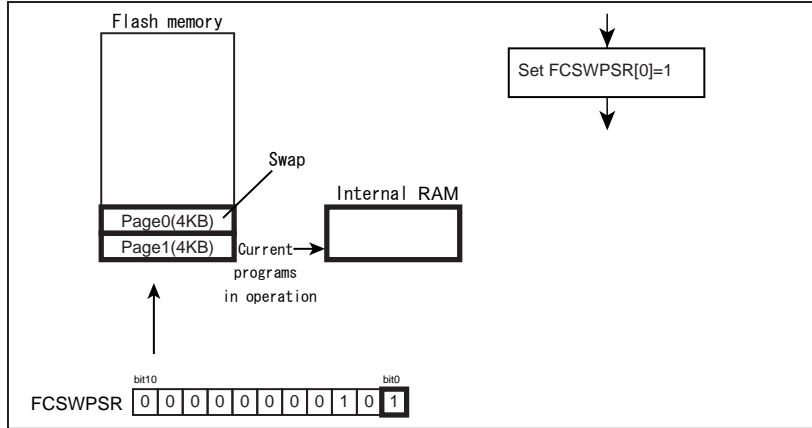 Flash memory
Set FCSWPSR[0]=1
Swap
Internal RAM
Page0(4KB)
Page1(4KB)
Current
programs
in operation
bit10 bit0
FCSWPSR 0 0 0 0 0 0 0 0 1 0 1